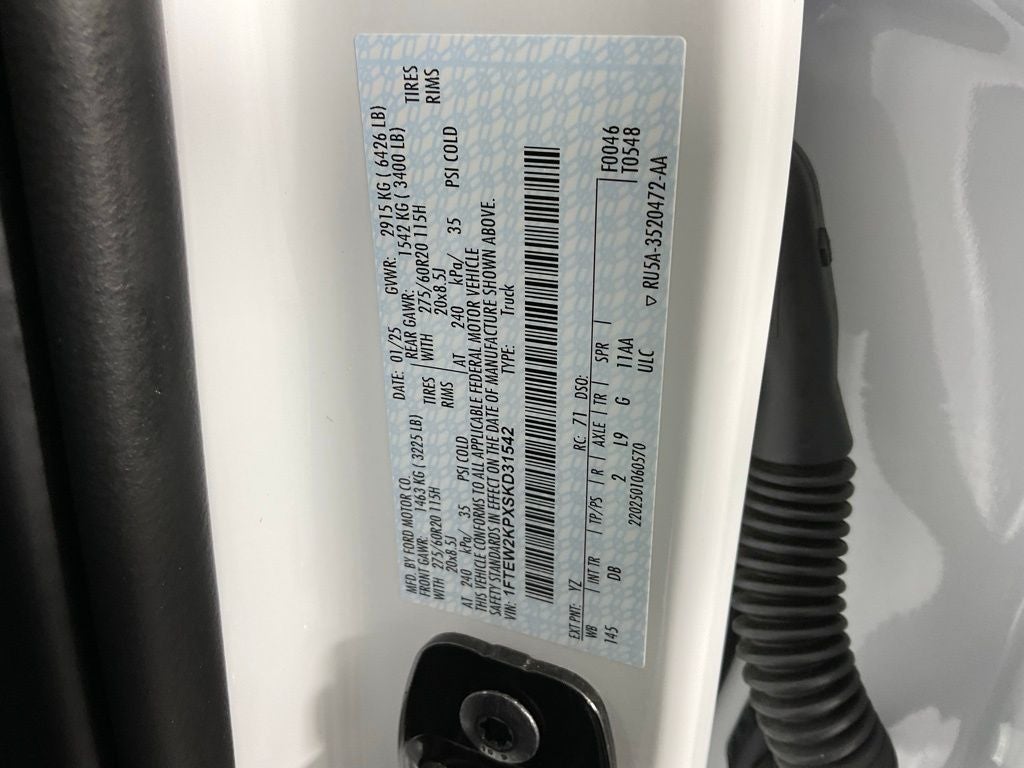 MFD. BY FORD MOTOR CO.
DATE: 01/25 GVWR: 2915 KG ( 6426 LB)
FRONT GAWR: 1463 KG ( 3225 LB)
REAR GAWR: 1542 KG ( 3400 LB)
WITH 275/60R20 115H TIRES
WITH 275/60R20 115H TIRES
20x8.5J RIMS
20x8.5J RIMS
AT 240 kPa/ 35 PSI COLD
AT 240 kPa/ 35 PSI COLD
THIS VEHICLE CONFORMS TO ALL APPLICABLE FEDERAL MOTOR VEHICLE
SAFETY STANDARDS IN EFFECT ON THE DATE OF MANUFACTURE SHOWN ABOVE.
VIN: 1FTEW2KPXSKD31542 TYPE: Truck
EXT PNT: YZ RC: 71 DSO: F0046
WB INT TR TP/PS R AXLE TR SPR T0548
145 DB 2 L9 G 11AA
2202501060570 ULC ▽ RU5A-3520472-AA